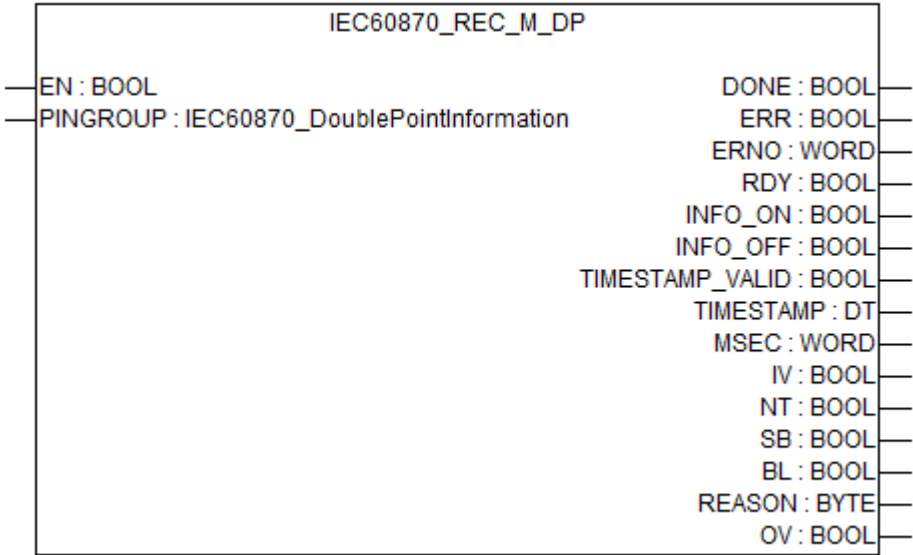 IEC60870_REC_M_DP
EN : BOOL DONE : BOOL
PINGROUP : IEC60870_DoublePointInformation ERR : BOOL
ERNO : WORD
RDY : BOOL
INFO_ON : BOOL
INFO_OFF : BOOL
TIMESTAMP_VALID : BOOL
TIMESTAMP : DT
MSEC : WORD
IV : BOOL
NT : BOOL
SB : BOOL
BL : BOOL
REASON : BYTE
OV : BOOL